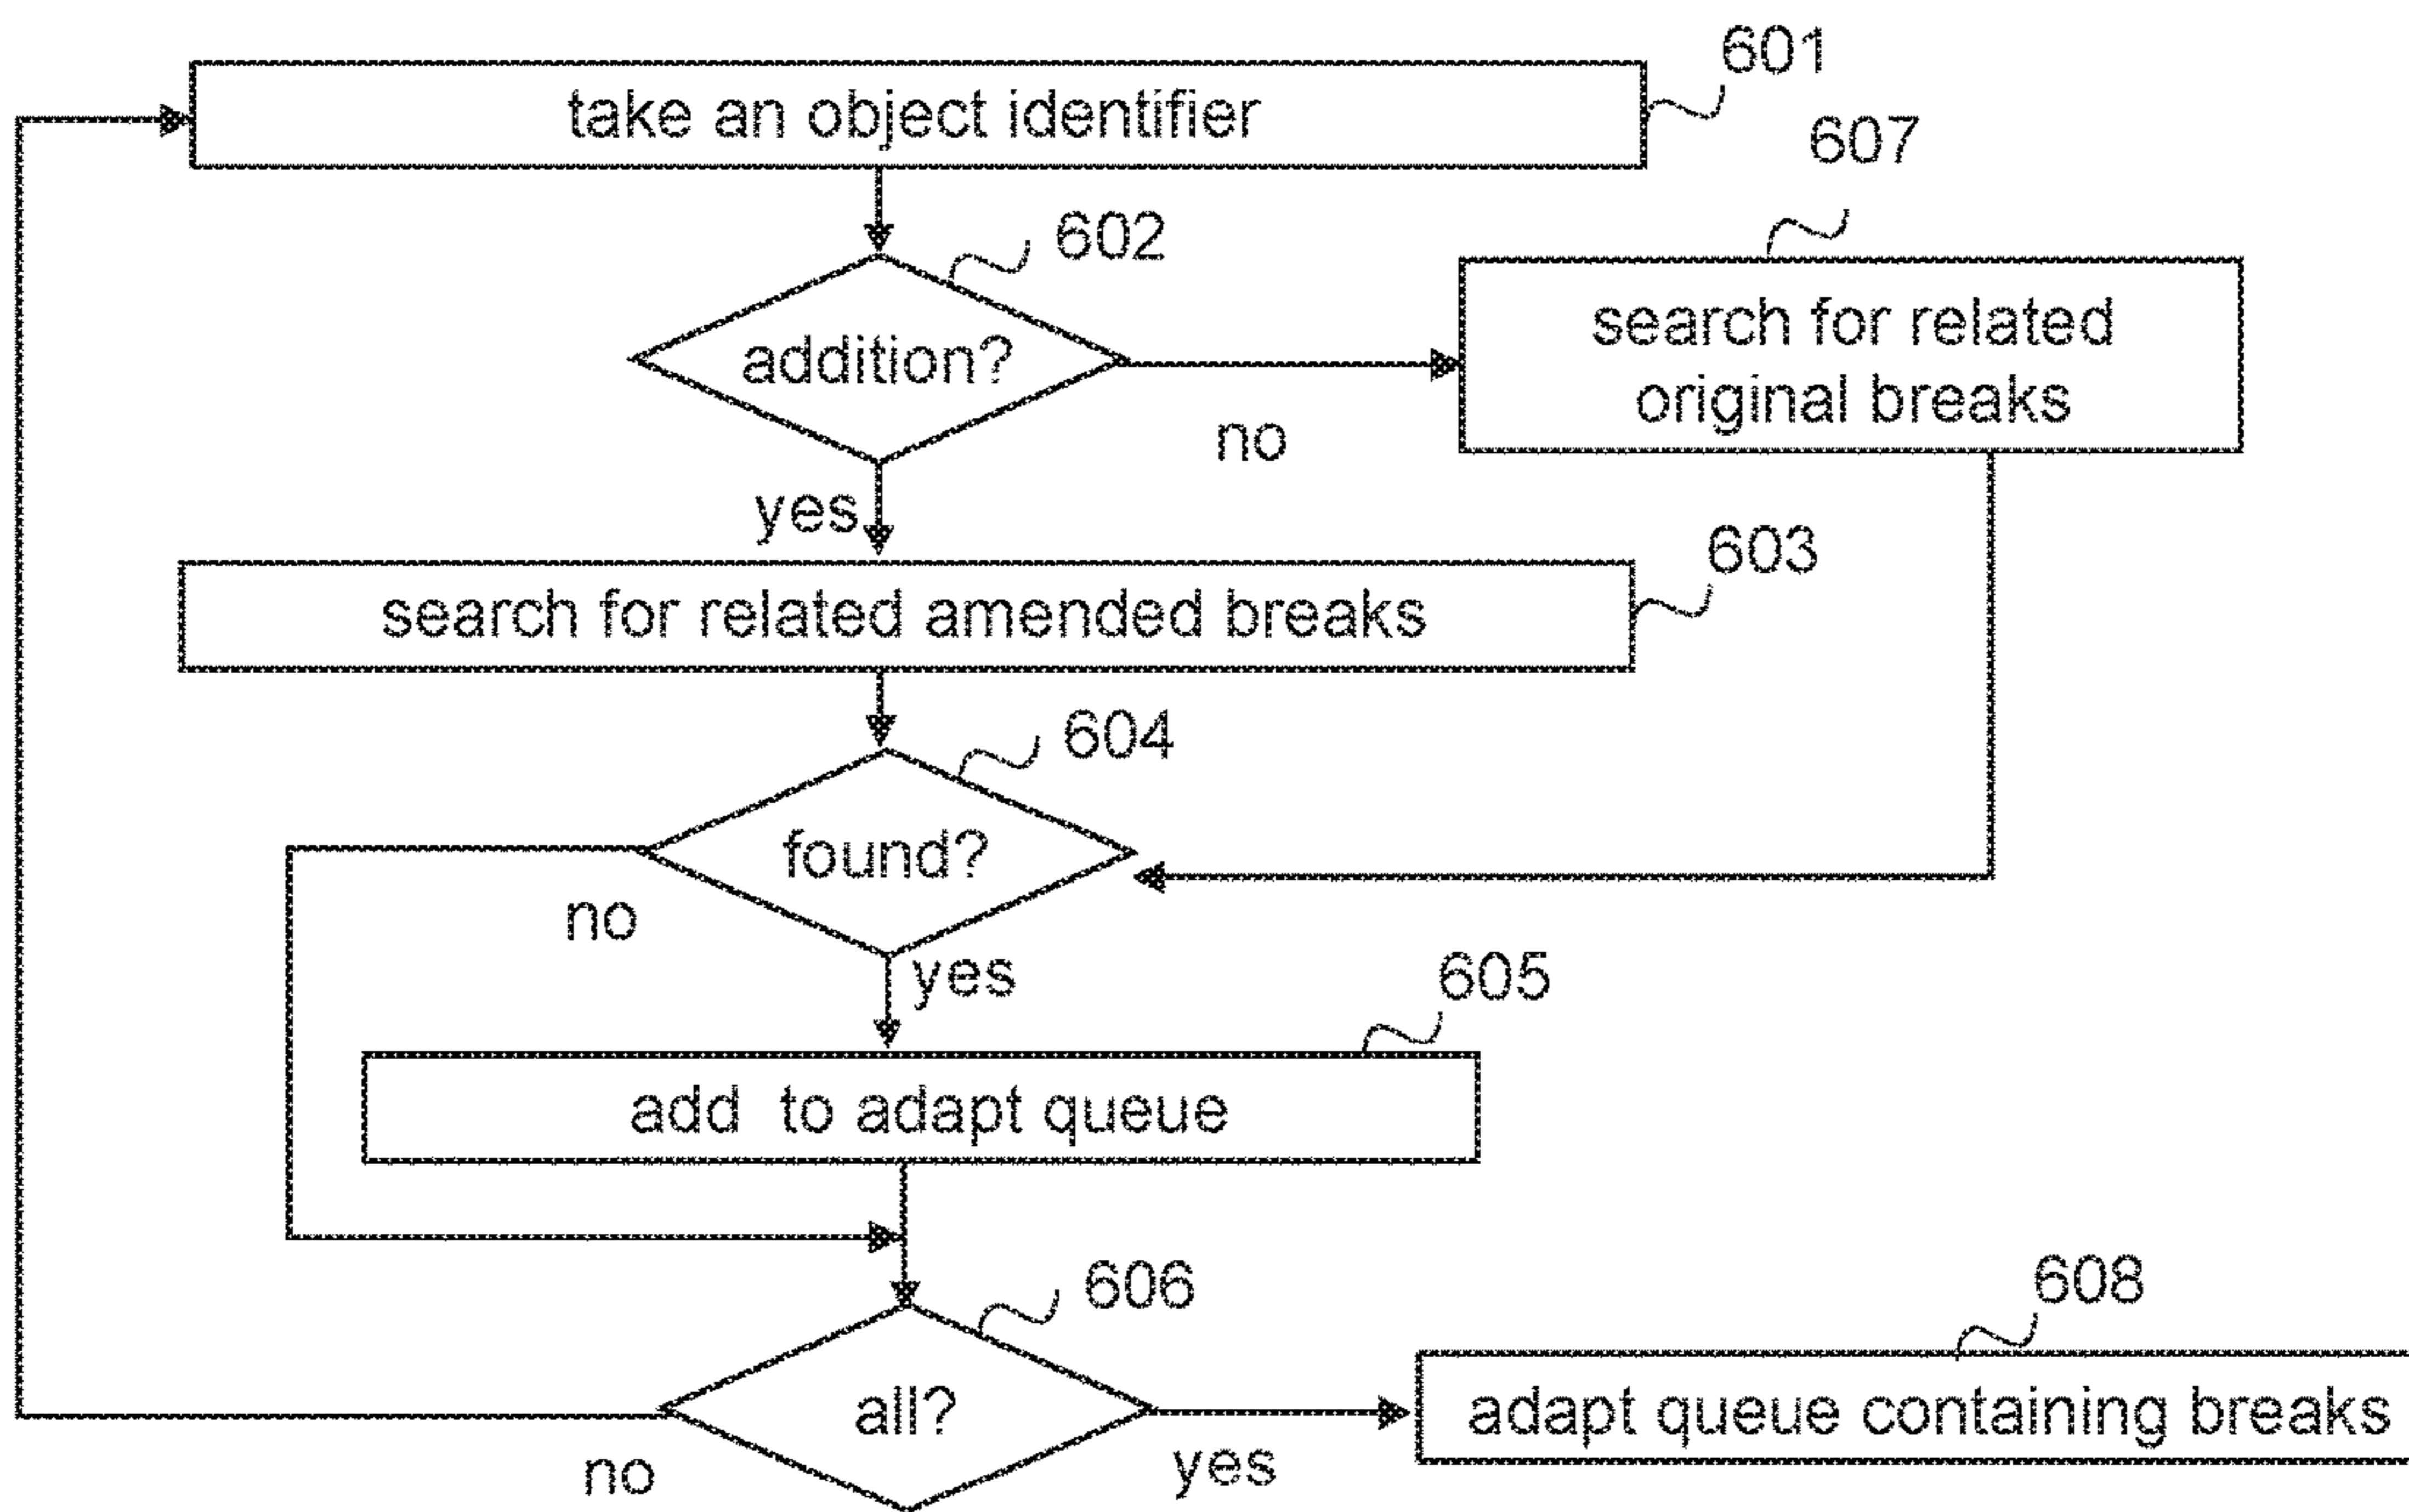 601
take an object identifier
607
602
addition?
search for related
original breaks
no
yes
603
search for related amended breaks
604
found?
no
yes
605
add to adapt queue
606
608
all?
adapt queue containing breaks
no
yes